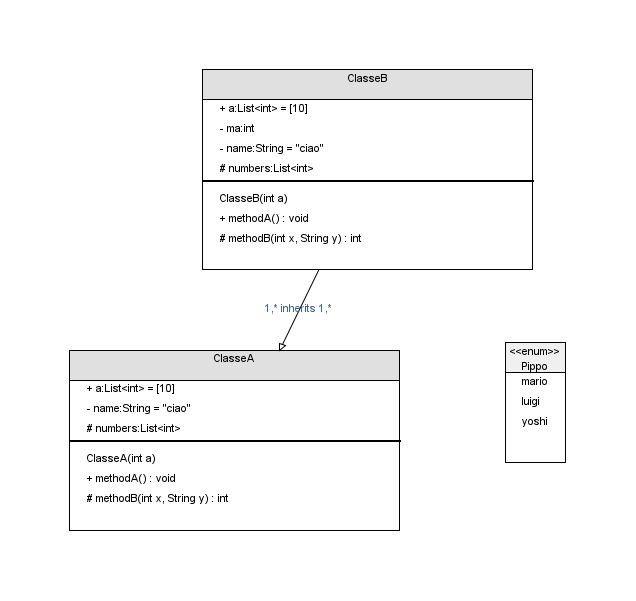 ClasseB
+ a:List<int> = [10]
- ma:int
- name:String = "ciao"
# numbers:List<int>
ClasseB(int a)
+ methodA() : void
# methodB(int x, String y) : int
1,* inherits 1,*
ClasseA
+ a:List<int> = [10]
- name:String = "ciao"
# numbers:List<int>
ClasseA(int a)
+ methodA() : void
# methodB(int x, String y) : int
<<enum>>
Pippo
mario
luigi
yoshi